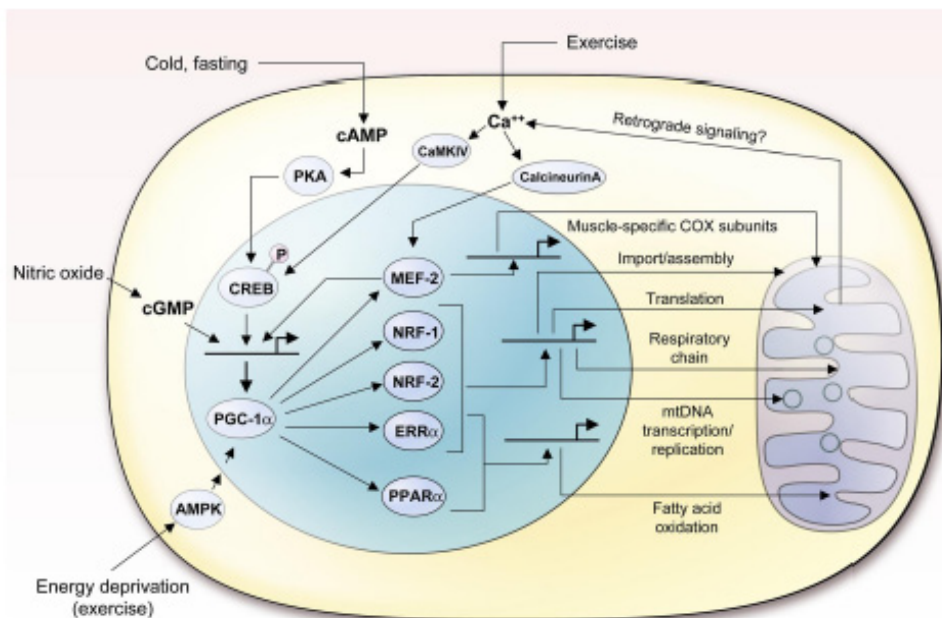 Exercise
Cold, fasting
cAMP
Ca++
Retrograde signaling?
CaMKIV
PKA
CalcineurinA
Muscle-specific COX subunits
P
Import/assembly
Nitric oxide
CREB
MEF-2
cGMP
Translation
NRF-1
Respiratory
chain
NRF-2
PGC-1α
ERRα
mtDNA
transcription/
replication
PPARα
AMPK
Fatty acid
oxidation
Energy deprivation
(exercise)